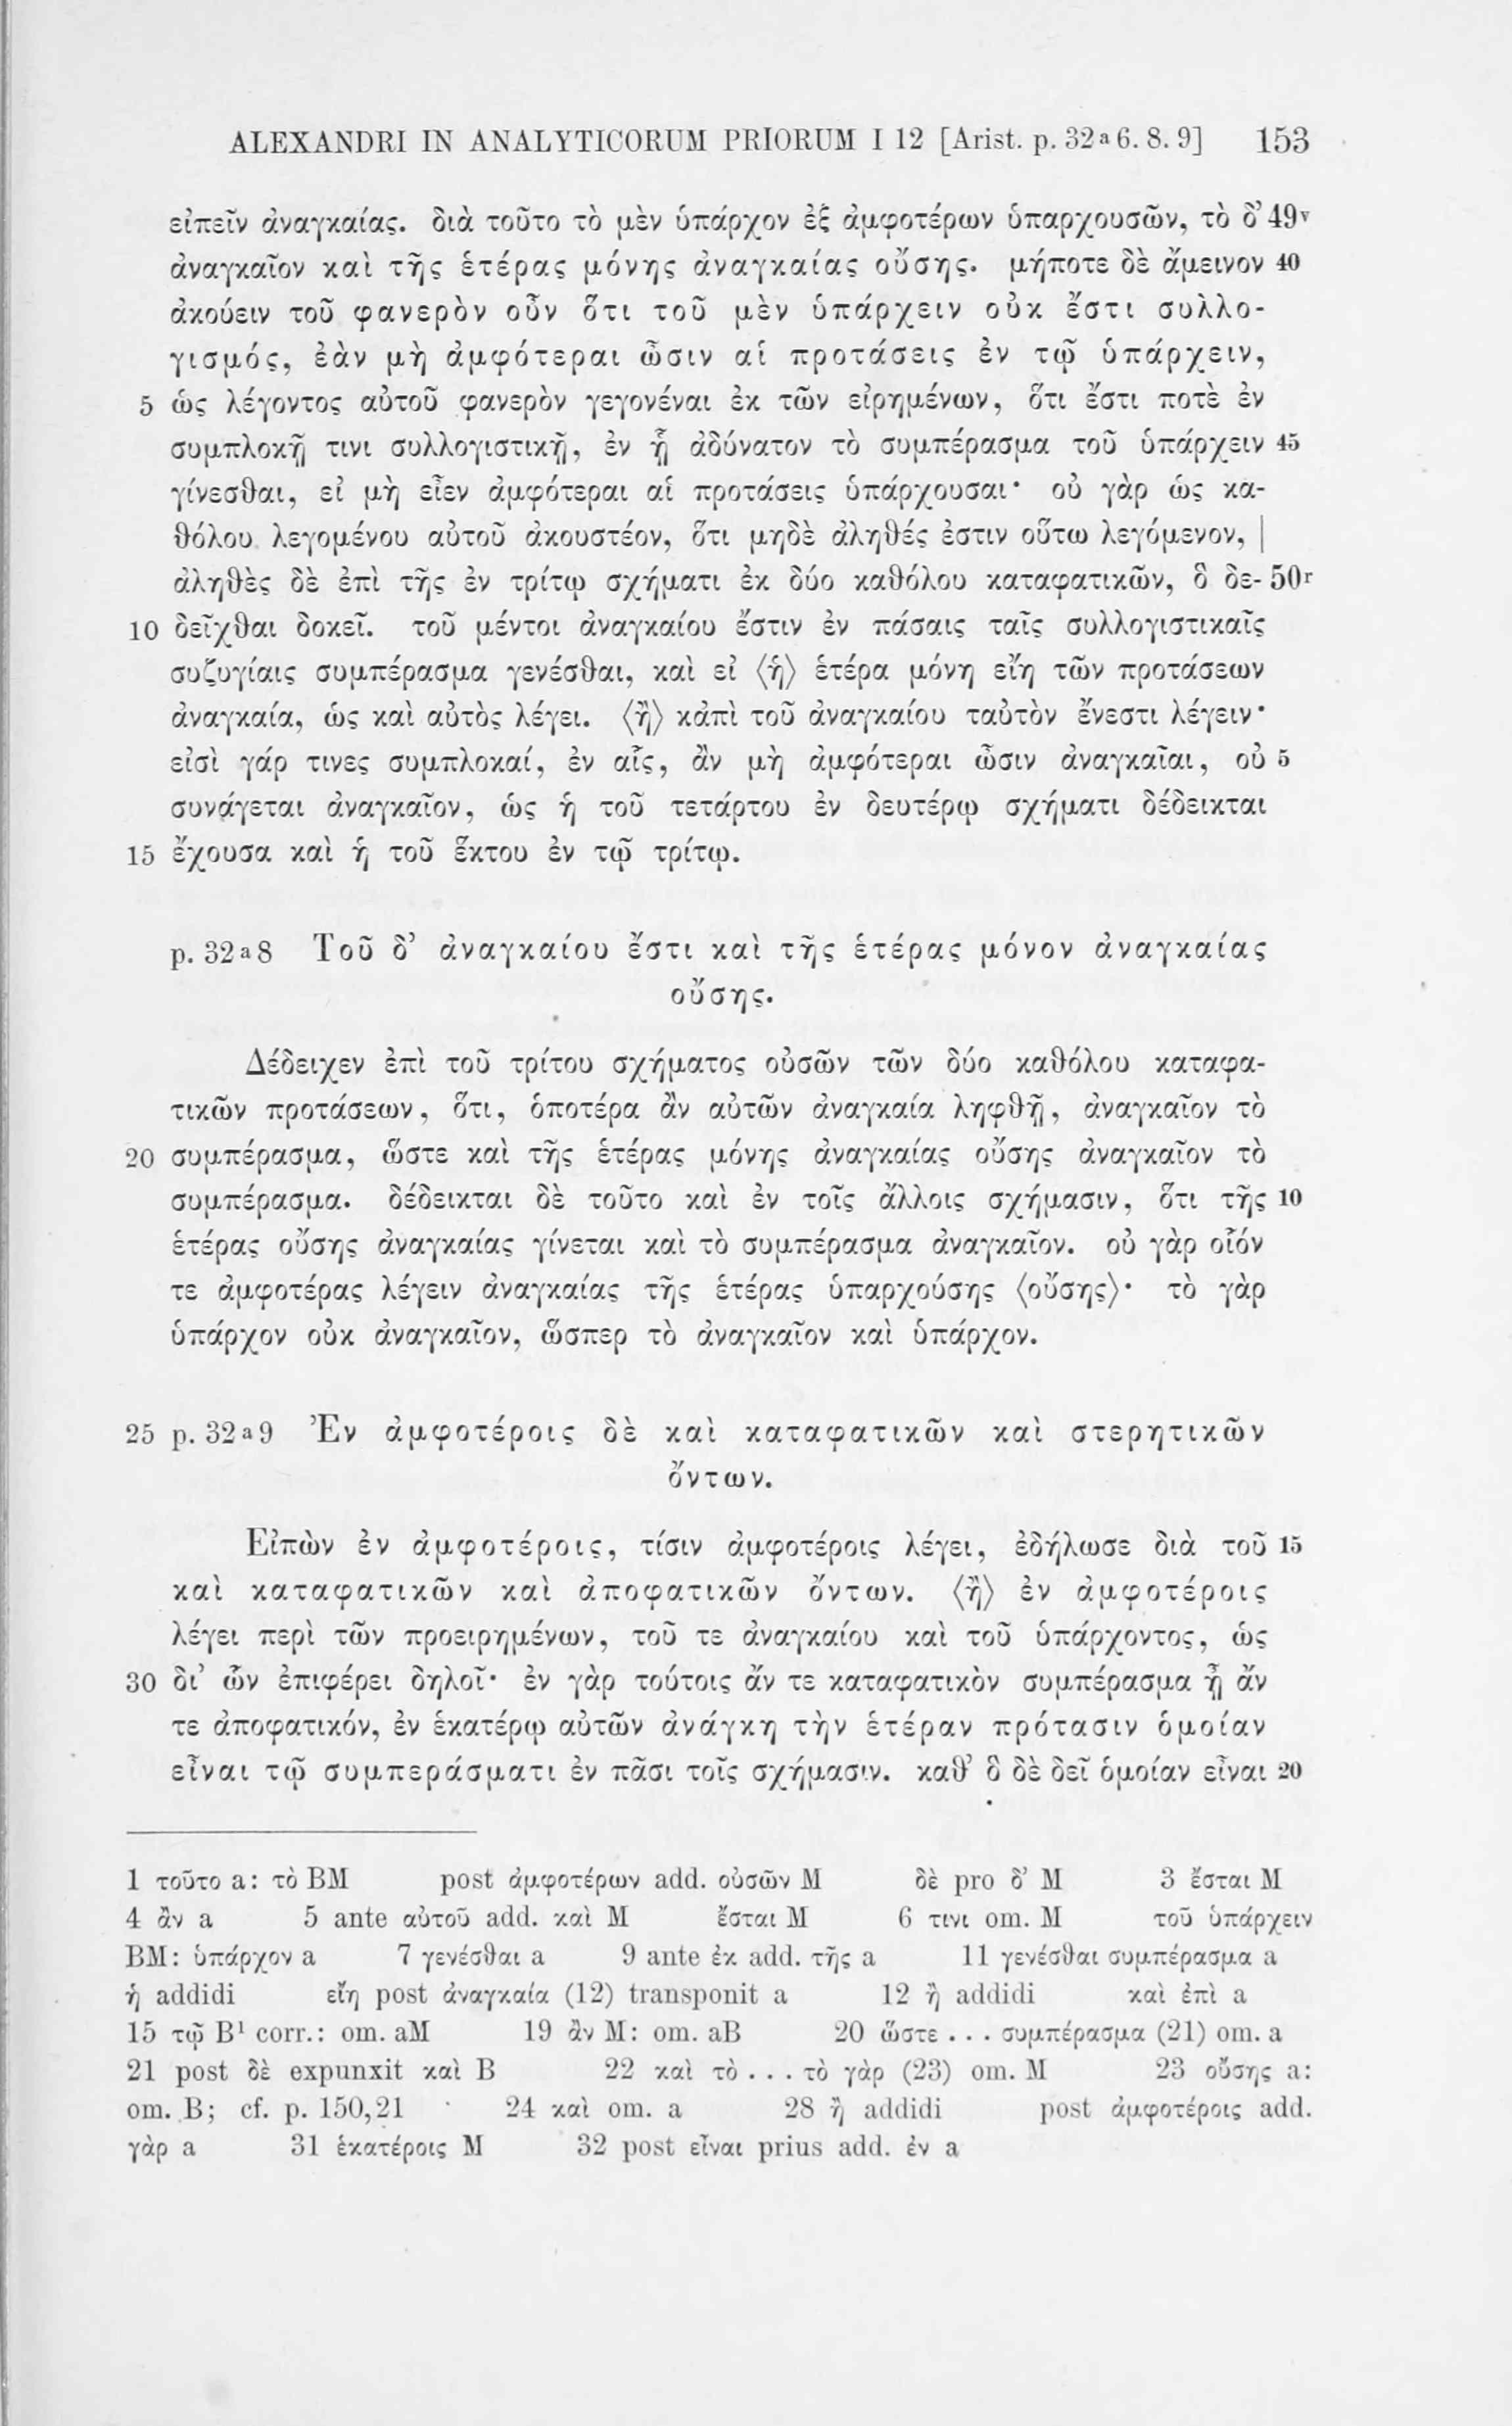 ALEXANDRI IN ANALYTICORUM PRIORUM I 12 [Arist. p. 32a6. 8. 9] 153
εἰπεῖν ἀναγκαίας. διὰ τοῦτο τὸ μὲν ὑπάρχον ἐξ ἀμφοτέρων ὑπαρχουσῶν, τὸ δ’ 49v
ἀναγκαῖον καὶ τῆς ἑτέρας μόνης ἀναγκαίας οὔσης. μήποτε δὲ ἄμεινον 40
ἀκούειν τοῦ φανερὸν οὖν ὅτι τοῦ μὲν ὑπάρχειν οὐκ ἔστι συλλο-
γισμός, ἐὰν μὴ ἀμφότεραι ὦσιν αἱ προτάσεις ἐν τῷ ὑπάρχειν,
5 ὡς λέγοντος αὐτοῦ φανερὸν γεγονέναι ἐκ τῶν εἰρημένων, ὅτι ἔστι ποτὲ ἐν
συμπλοκῇ τινι συλλογιστικῇ, ἐν ᾗ ἀδύνατον τὸ συμπέρασμα τοῦ ὑπάρχειν 45
γίνεσθαι, εἰ μὴ εἶεν ἀμφότεραι αἱ προτάσεις ὑπάρχουσαι· οὐ γὰρ ὡς κα-
θόλου λεγομένου αὐτοῦ ἀκουστέον, ὅτι μηδὲ ἀληθές ἐστιν οὕτω λεγόμενον, |
ἀληθὲς δὲ ἐπὶ τῆς ἐν τρίτῳ σχήματι ἐκ δύο καθόλου καταφατικῶν, ὃ δε- 50r
10 δεῖχθαι δοκεῖ. τοῦ μέντοι ἀναγκαίου ἔστιν ἐν πάσαις ταῖς συλλογιστικαῖς
συζυγίαις συμπέρασμα γενέσθαι, καὶ εἰ ⟨ἡ⟩ ἑτέρα μόνη εἴη τῶν προτάσεων
ἀναγκαία, ὡς καὶ αὐτὸς λέγει. ⟨ἢ⟩ κἀπὶ τοῦ ἀναγκαίου ταὐτὸν ἔνεστι λέγειν·
εἰσὶ γάρ τινες συμπλοκαί, ἐν αἷς, ἂν μὴ ἀμφότεραι ὦσιν ἀναγκαῖαι, οὐ 5
συνάγεται ἀναγκαῖον, ὡς ἡ τοῦ τετάρτου ἐν δευτέρῳ σχήματι δέδεικται
15 ἔχουσα καὶ ἡ τοῦ ἕκτου ἐν τῷ τρίτῳ.
p. 32a8 Τοῦ δ’ ἀναγκαίου ἔστι καὶ τῆς ἑτέρας μόνον ἀναγκαίας
οὔσης.
Δέδειχεν ἐπὶ τοῦ τρίτου σχήματος οὐσῶν τῶν δύο καθόλου καταφα-
τικῶν προτάσεων, ὅτι, ὁποτέρα ἂν αὐτῶν ἀναγκαία ληφθῇ, ἀναγκαῖον τὸ
20 συμπέρασμα, ὥστε καὶ τῆς ἑτέρας μόνης ἀναγκαίας οὔσης ἀναγκαῖον τὸ
συμπέρασμα. δέδεικται δὲ τοῦτο καὶ ἐν τοῖς ἄλλοις σχήμασιν, ὅτι τῆς 10
ἑτέρας οὔσης ἀναγκαίας γίνεται καὶ τὸ συμπέρασμα ἀναγκαῖον. οὐ γὰρ οἷόν
τε ἀμφοτέρας λέγειν ἀναγκαίας τῆς ἑτέρας ὑπαρχούσης ⟨οὔσης⟩· τὸ γὰρ
ὑπάρχον οὐκ ἀναγκαῖον, ὥσπερ τὸ ἀναγκαῖον καὶ ὑπάρχον.
25 p. 32a9 Ἐν ἀμφοτέροις δὲ καὶ καταφατικῶν καὶ στερητικῶν
ὄντων.
Εἰπὼν ἐν ἀμφοτέροις, τίσιν ἀμφοτέροις λέγει, ἐδήλωσε διὰ τοῦ 15
καὶ καταφατικῶν καὶ ἀποφατικῶν ὄντων. ⟨ἢ⟩ ἐν ἀμφοτέροις
λέγει περὶ τῶν προειρημένων, τοῦ τε ἀναγκαίου καὶ τοῦ ὑπάρχοντος, ὡς
30 δι’ ὧν ἐπιφέρει δηλοῖ· ἐν γὰρ τούτοις ἄν τε καταφατικὸν συμπέρασμα ᾖ ἄν
τε ἀποφατικόν, ἐν ἑκατέρῳ αὐτῶν ἀνάγκη τὴν ἑτέραν πρότασιν ὁμοίαν
εἶναι τῷ συμπεράσματι ἐν πᾶσι τοῖς σχήμασιν. καθ’ ὃ δὲ δεῖ ὁμοίαν εἶναι 20
1 τοῦτο a: τὸ BM post ἀμφοτέρων add. οὐσῶν M δὲ pro δ’ M 3 ἔσται M
4 ἂν a 5 ante αὐτοῦ add. καὶ M ἔσται M 6 τινι om. M τοῦ ὑπάρχειν
BM: ὑπάρχον a 7 γενέσθαι a 9 ante ἐκ add. τῆς a 11 γενέσθαι συμπέρασμα a
ἡ addidi εἴη post ἀναγκαία (12) transponit a 12 ἢ addidi καὶ ἐπὶ a
15 τῷ B¹ corr.: om. aM 19 ἂν M: om. aB 20 ὥστε . . . συμπέρασμα (21) om. a
21 post δὲ expunxit καὶ B 22 καὶ τὸ . . . τὸ γὰρ (23) om. M 23 οὔσης a:
om. B; cf. p. 150,21 24 καὶ om. a 28 ἢ addidi post ἀμφοτέροις add.
γὰρ a 31 ἑκατέροις M 32 post εἶναι prius add. ἐν a